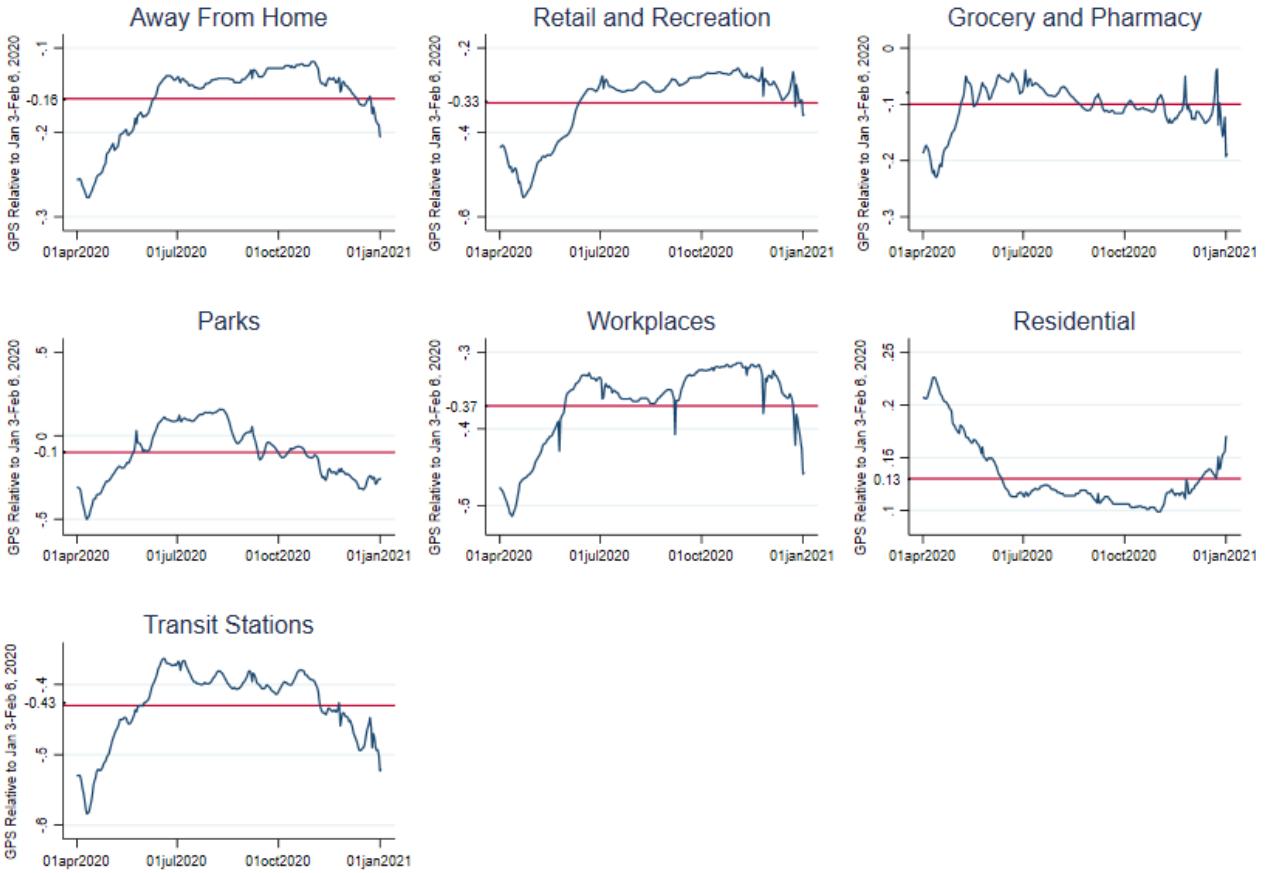 Away From Home
GPS Relative to Jan 3-Feb 6, 2020
-.1
-0.16
-.2
-.3
01apr2020 01jul2020 01oct2020 01jan2021
Retail and Recreation
GPS Relative to Jan 3-Feb 6, 2020
-.2
-0.33
-.4
-.6
01apr2020 01jul2020 01oct2020 01jan2021
Grocery and Pharmacy
GPS Relative to Jan 3-Feb 6, 2020
0
-.1
-.2
-.3
01apr2020 01jul2020 01oct2020 01jan2021
Parks
GPS Relative to Jan 3-Feb 6, 2020
.5
0
-0.1
-.5
01apr2020 01jul2020 01oct2020 01jan2021
Workplaces
GPS Relative to Jan 3-Feb 6, 2020
-.3
-0.37
-.4
-.5
01apr2020 01jul2020 01oct2020 01jan2021
Residential
GPS Relative to Jan 3-Feb 6, 2020
.25
.2
.15
0.13
.1
01apr2020 01jul2020 01oct2020 01jan2021
Transit Stations
GPS Relative to Jan 3-Feb 6, 2020
-.4
-0.43
-.5
-.6
01apr2020 01jul2020 01oct2020 01jan2021